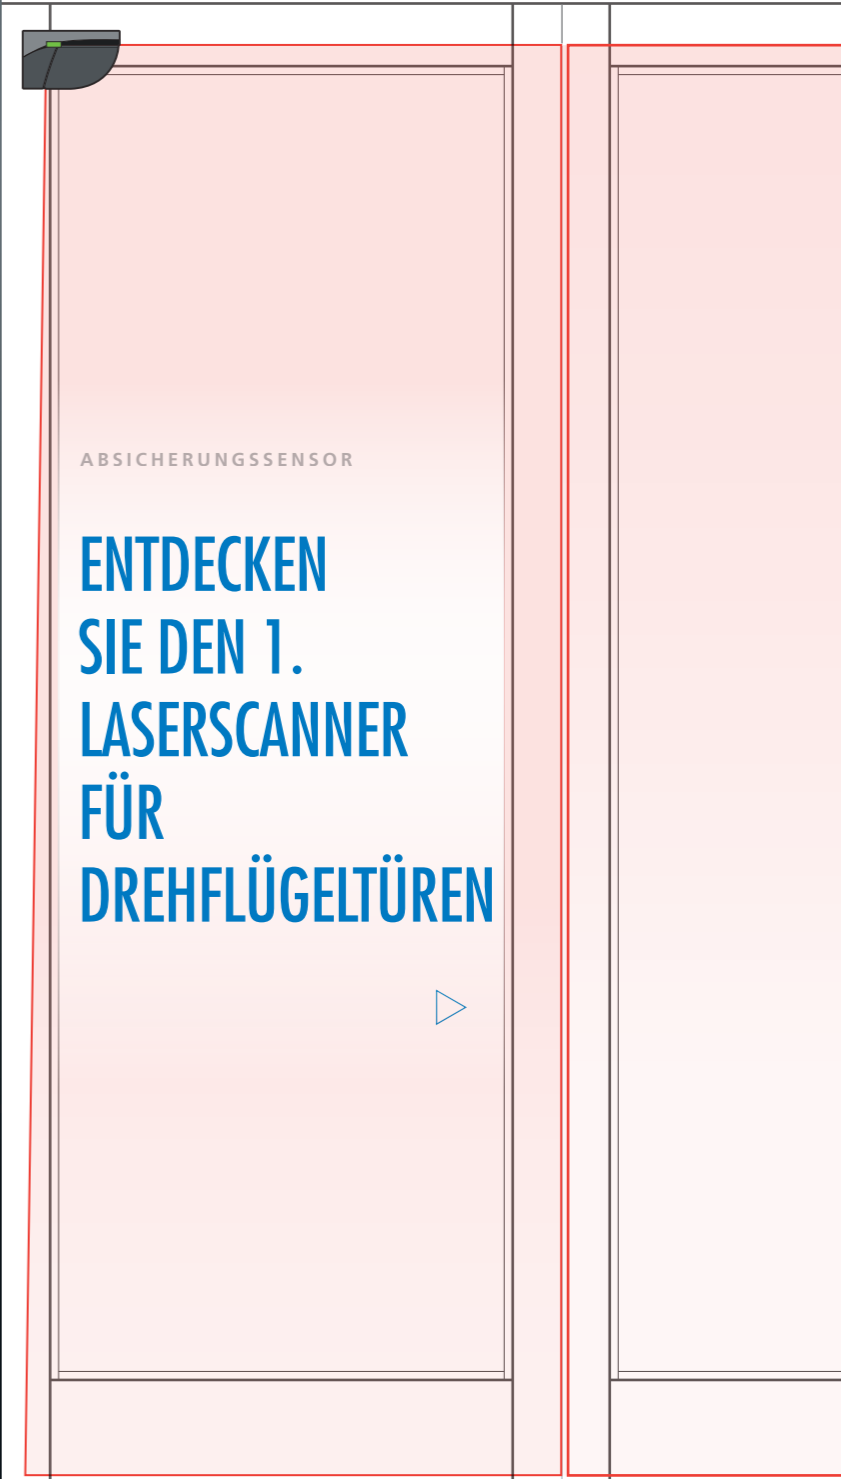 ABSICHERUNGSSENSOR
ENTDECKEN
SIE DEN 1.
LASERSCANNER
FÜR
DREHFLÜGELTÜREN